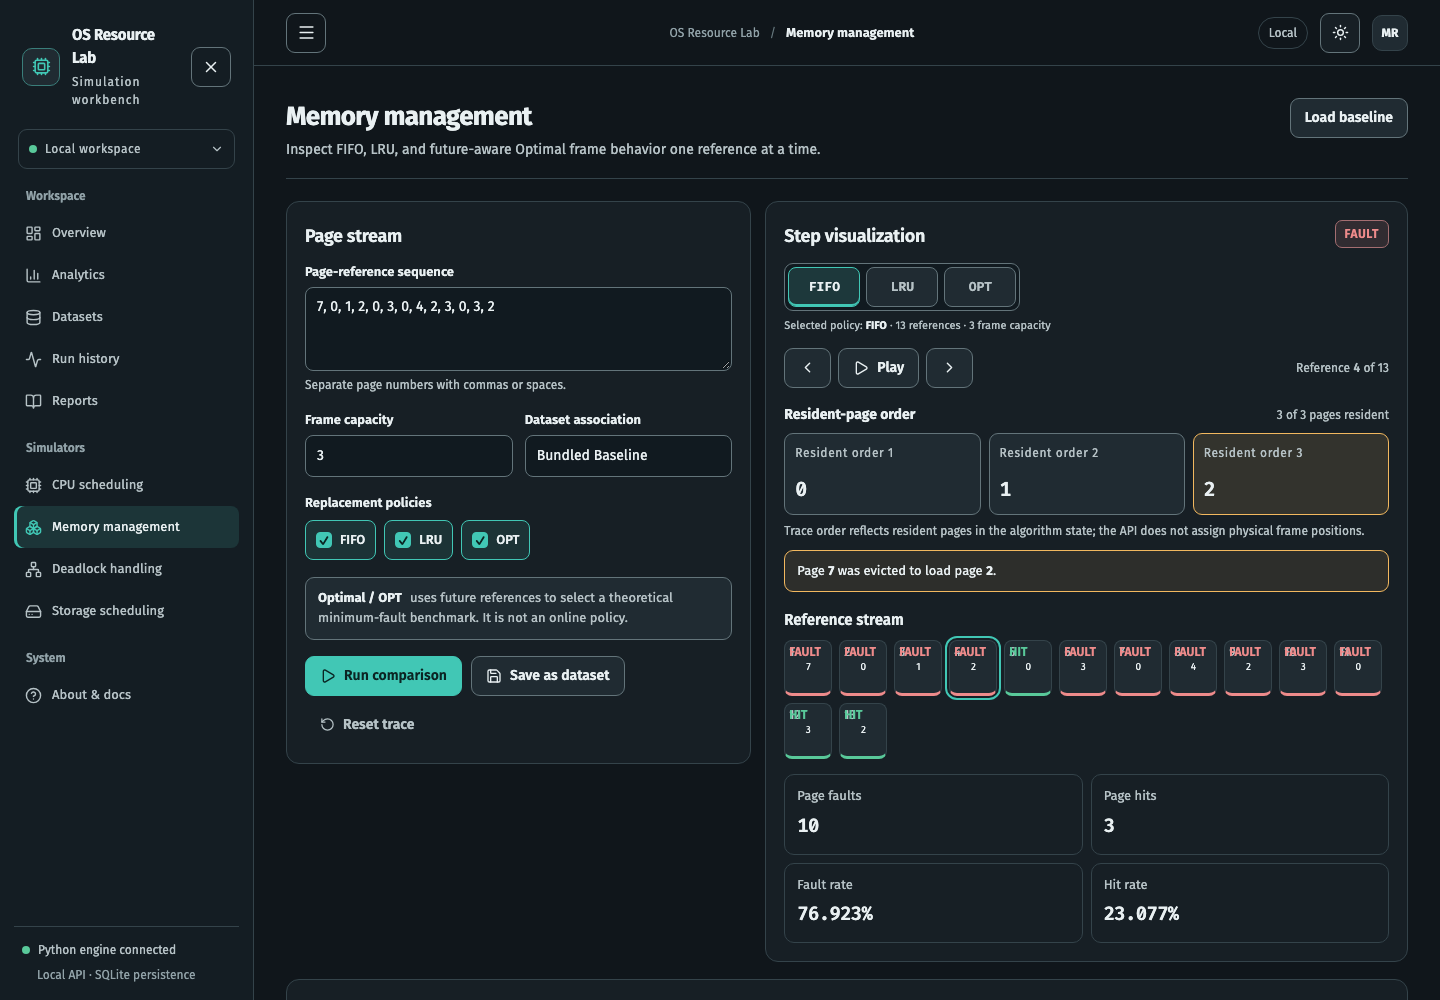 OS Resource
Lab
Simulation
workbench
Local workspace
Workspace
Overview
Analytics
Datasets
Run history
Reports
Simulators
CPU scheduling
Memory management
Deadlock handling
Storage scheduling
System
About & docs
Python engine connected
Local API · SQLite persistence
OS Resource Lab / Memory management
Local
MR
Memory management
Inspect FIFO, LRU, and future-aware Optimal frame behavior one reference at a time.
Load baseline
Page stream
Page-reference sequence
7, 0, 1, 2, 0, 3, 0, 4, 2, 3, 0, 3, 2
Separate page numbers with commas or spaces.
Frame capacity
Dataset association
3
Bundled Baseline
Replacement policies
FIFO
LRU
OPT
Optimal / OPT uses future references to select a theoretical
minimum-fault benchmark. It is not an online policy.
Run comparison
Save as dataset
Reset trace
Step visualization
FAULT
FIFO
LRU
OPT
Selected policy: FIFO · 13 references · 3 frame capacity
Play
Reference 4 of 13
Resident-page order
3 of 3 pages resident
Resident order 1
0
Resident order 2
1
Resident order 3
2
Trace order reflects resident pages in the algorithm state; the API does not assign physical frame positions.
Page 7 was evicted to load page 2.
Reference stream
FAULT
7
FAULT
0
FAULT
1
FAULT
2
HIT
0
FAULT
3
FAULT
0
FAULT
4
FAULT
2
FAULT
3
FAULT
0
HIT
3
HIT
2
Page faults
10
Page hits
3
Fault rate
76.923%
Hit rate
23.077%